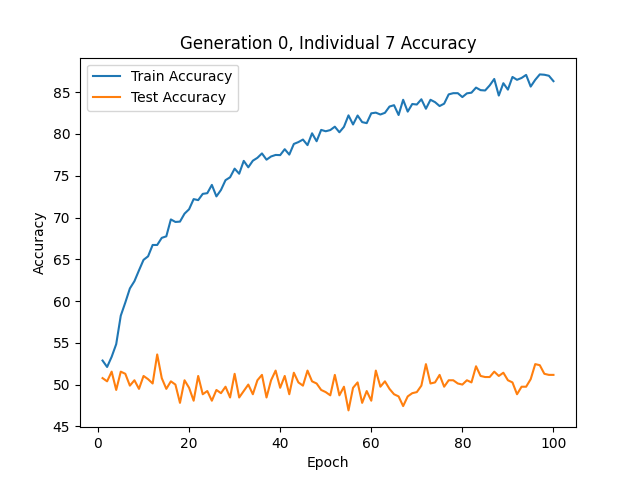 Generation 0, Individual 7 Accuracy
Train Accuracy
Test Accuracy
85
80
75
70
65
60
55
50
45
Accuracy
0 20 40 60 80 100
Epoch